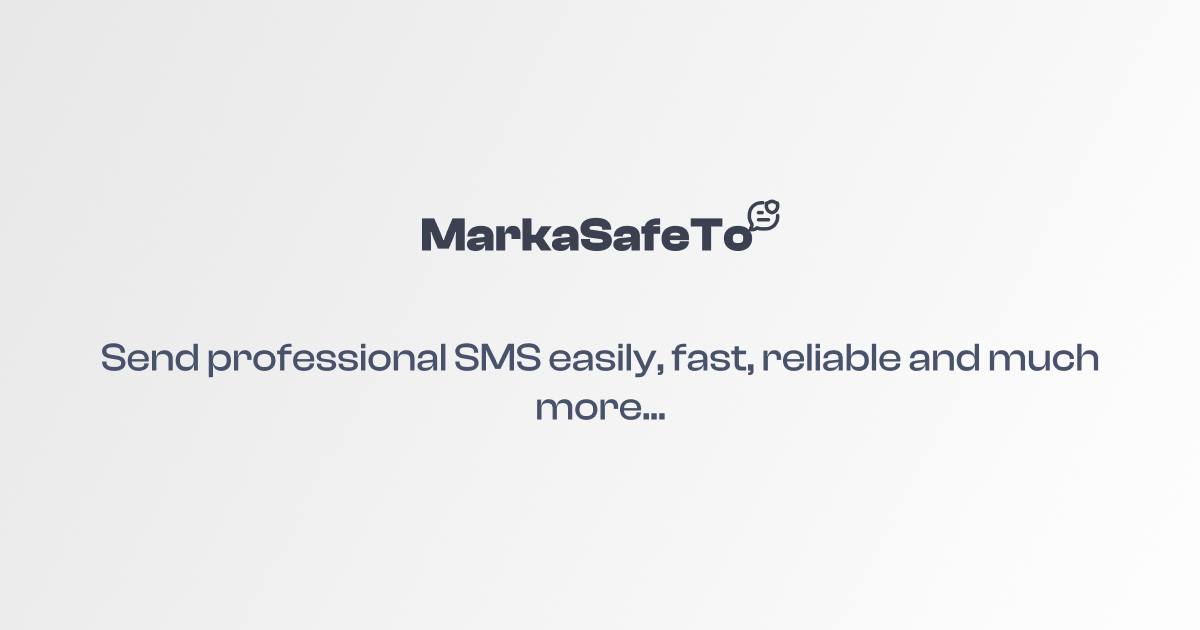 MarkaSafeTo
Send professional SMS easily, fast, reliable and much
more...